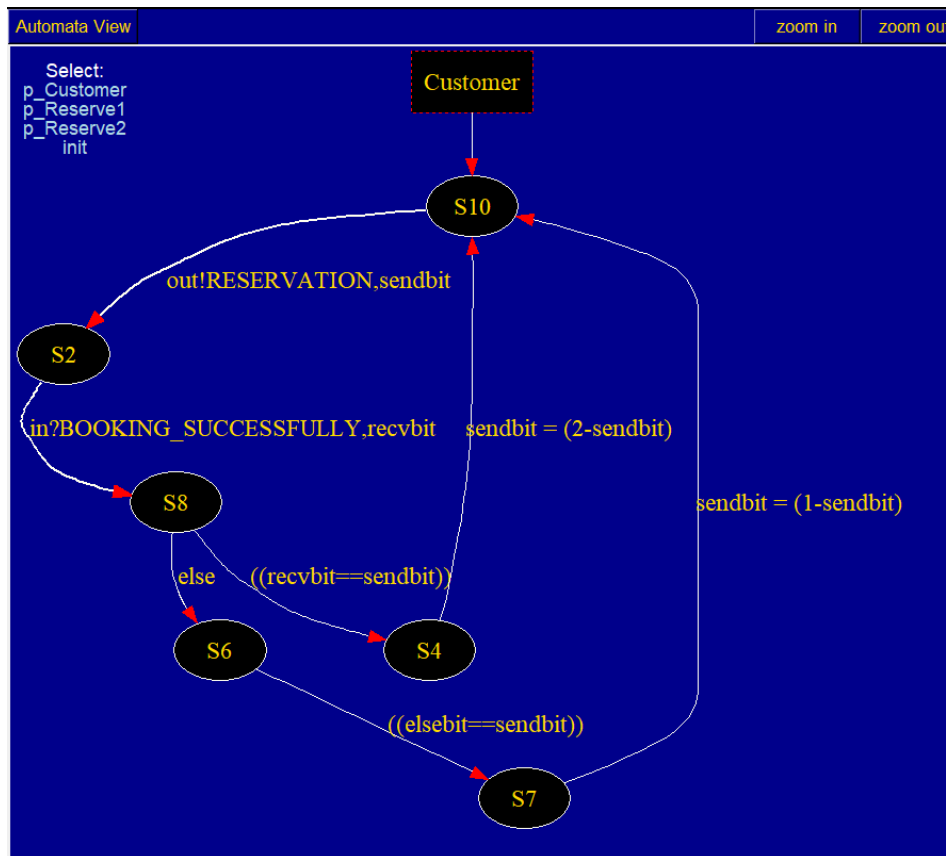 Automata View
zoom in
zoom out
Select:
p_Customer
p_Reserve1
p_Reserve2
init
Customer
S10
out!RESERVATION,sendbit
S2
in?BOOKING_SUCCESSFULLY,recvbit
sendbit = (2-sendbit)
S8
sendbit = (1-sendbit)
else
((recvbit==sendbit))
S6
S4
((elsebit==sendbit))
S7